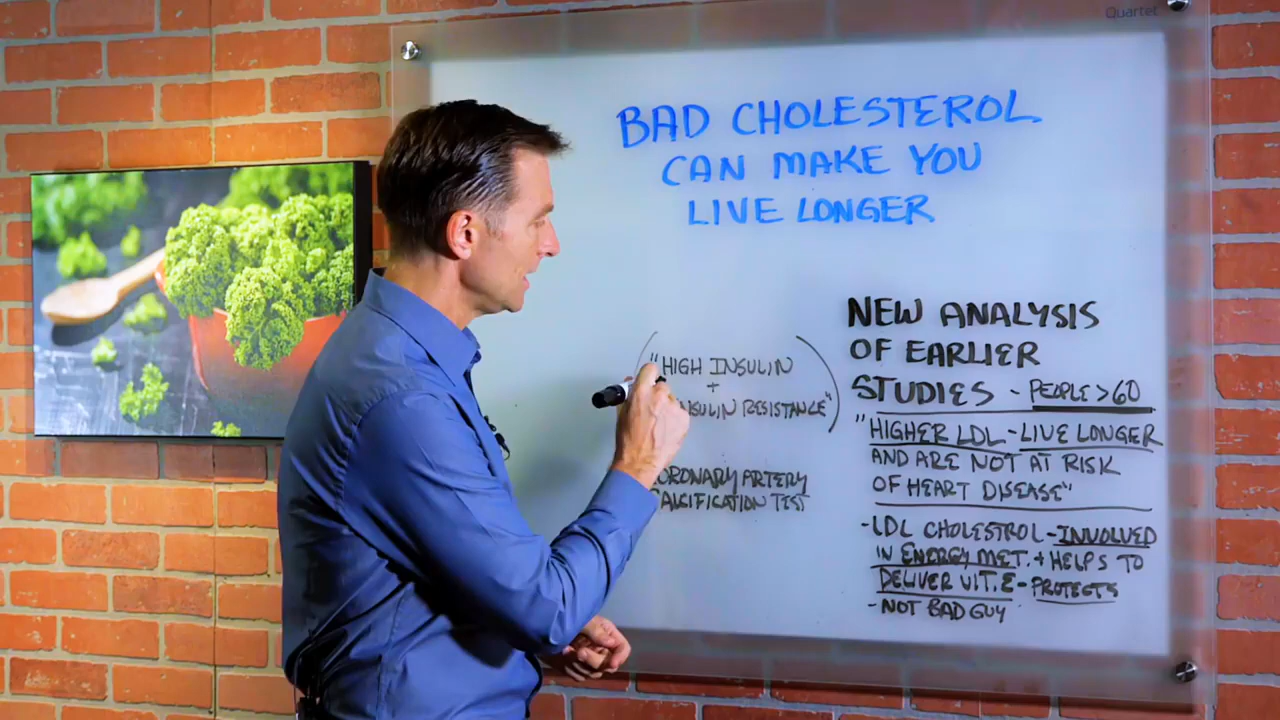 Quartet
BAD CHOLESTEROL
CAN MAKE YOU
LIVE LONGER
"HIGH INSULIN
+
INSULIN RESISTANCE"
ORONARY ARTERY
ALCIFICATION TEST
NEW ANALYSIS
OF EARLIER
STUDIES - PEOPLE > 60
"HIGHER LDL - LIVE LONGER
AND ARE NOT AT RISK
OF HEART DISEASE"
- LDL CHOLESTROL - INVOLVED
IN ENERGY MET. + HELPS TO
DELIVER VIT. E - PROTECTS
- NOT BAD GUY